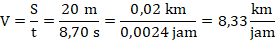 V = S/t = 20 m/8,70 s = 0,02 km/0,0024 jam = 8,33 km/jam